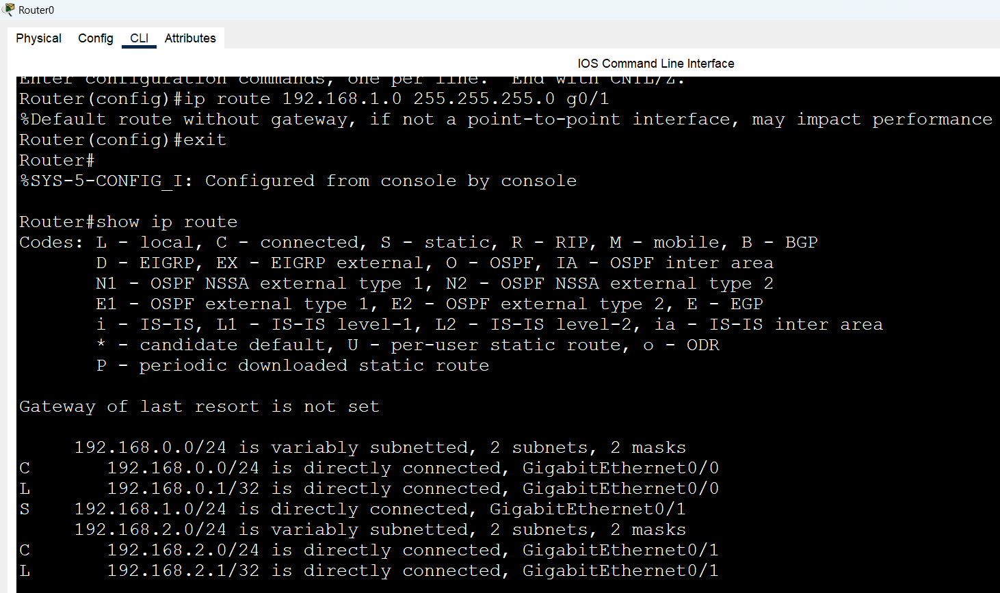 Router0
Physical Config CLI Attributes
IOS Command Line Interface
Enter configuration commands, one per line.  End with CNTL/Z.
Router(config)#ip route 192.168.1.0 255.255.255.0 g0/1
%Default route without gateway, if not a point-to-point interface, may impact performance
Router(config)#exit
Router#
%SYS-5-CONFIG_I: Configured from console by console
Router#show ip route
Codes: L - local, C - connected, S - static, R - RIP, M - mobile, B - BGP
       D - EIGRP, EX - EIGRP external, O - OSPF, IA - OSPF inter area
       N1 - OSPF NSSA external type 1, N2 - OSPF NSSA external type 2
       E1 - OSPF external type 1, E2 - OSPF external type 2, E - EGP
       i - IS-IS, L1 - IS-IS level-1, L2 - IS-IS level-2, ia - IS-IS inter area
       * - candidate default, U - per-user static route, o - ODR
       P - periodic downloaded static route
Gateway of last resort is not set
     192.168.0.0/24 is variably subnetted, 2 subnets, 2 masks
C       192.168.0.0/24 is directly connected, GigabitEthernet0/0
L       192.168.0.1/32 is directly connected, GigabitEthernet0/0
S    192.168.1.0/24 is directly connected, GigabitEthernet0/1
     192.168.2.0/24 is variably subnetted, 2 subnets, 2 masks
C       192.168.2.0/24 is directly connected, GigabitEthernet0/1
L       192.168.2.1/32 is directly connected, GigabitEthernet0/1